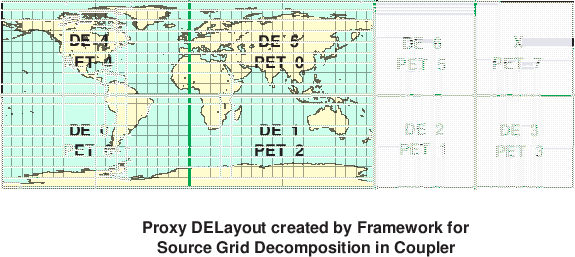 DE 4 DE 5 DE 6 X
PET 4 PET 0 PET 5 PET 7
DE DE 1 DE 2 DE 3
PET PET 2 PET 1 PET 3
Proxy DELayout created by Framework for
Source Grid Decomposition in Coupler